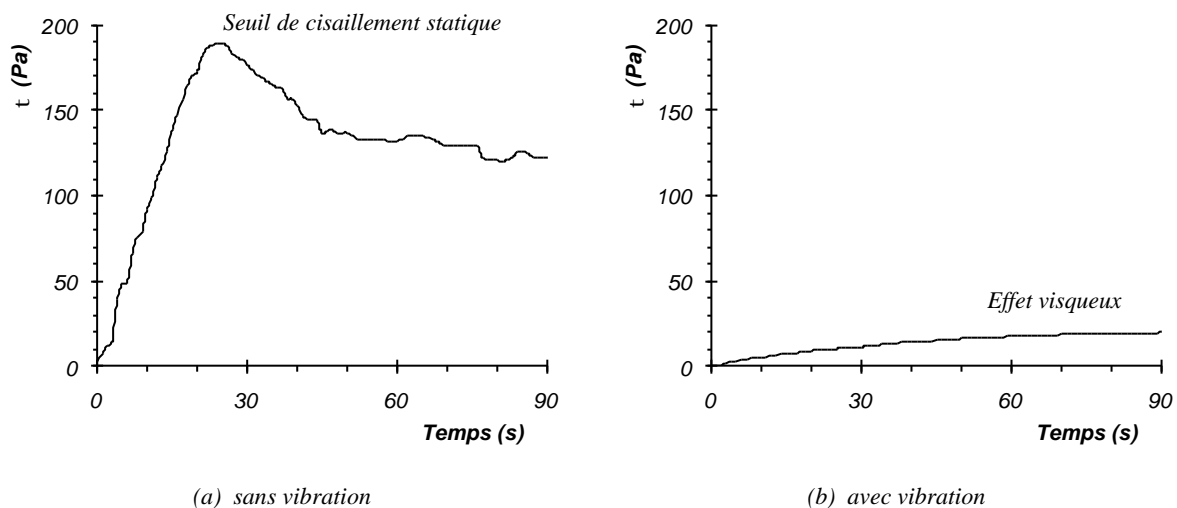 Seuil de cisaillement statique
τ (Pa)
200
150
100
50
0
0 30 60 90
Temps (s)
(a) sans vibration
τ (Pa)
200
150
100
50
0
Effet visqueux
0 30 60 90
Temps (s)
(b) avec vibration